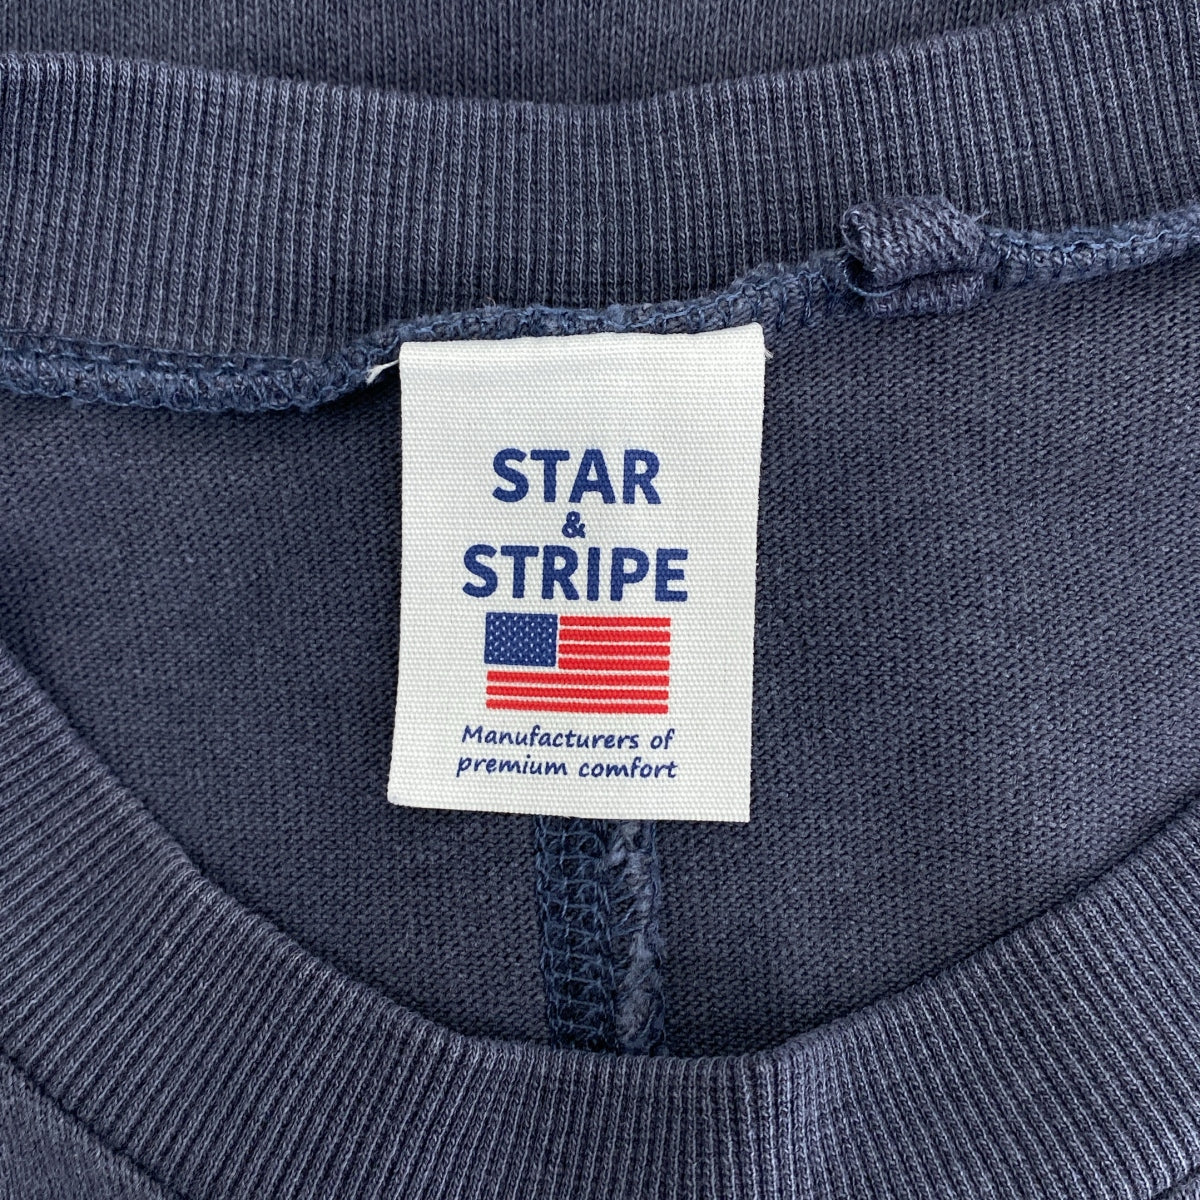 STAR
&
STRIPE
Manufacturers of
premium comfort